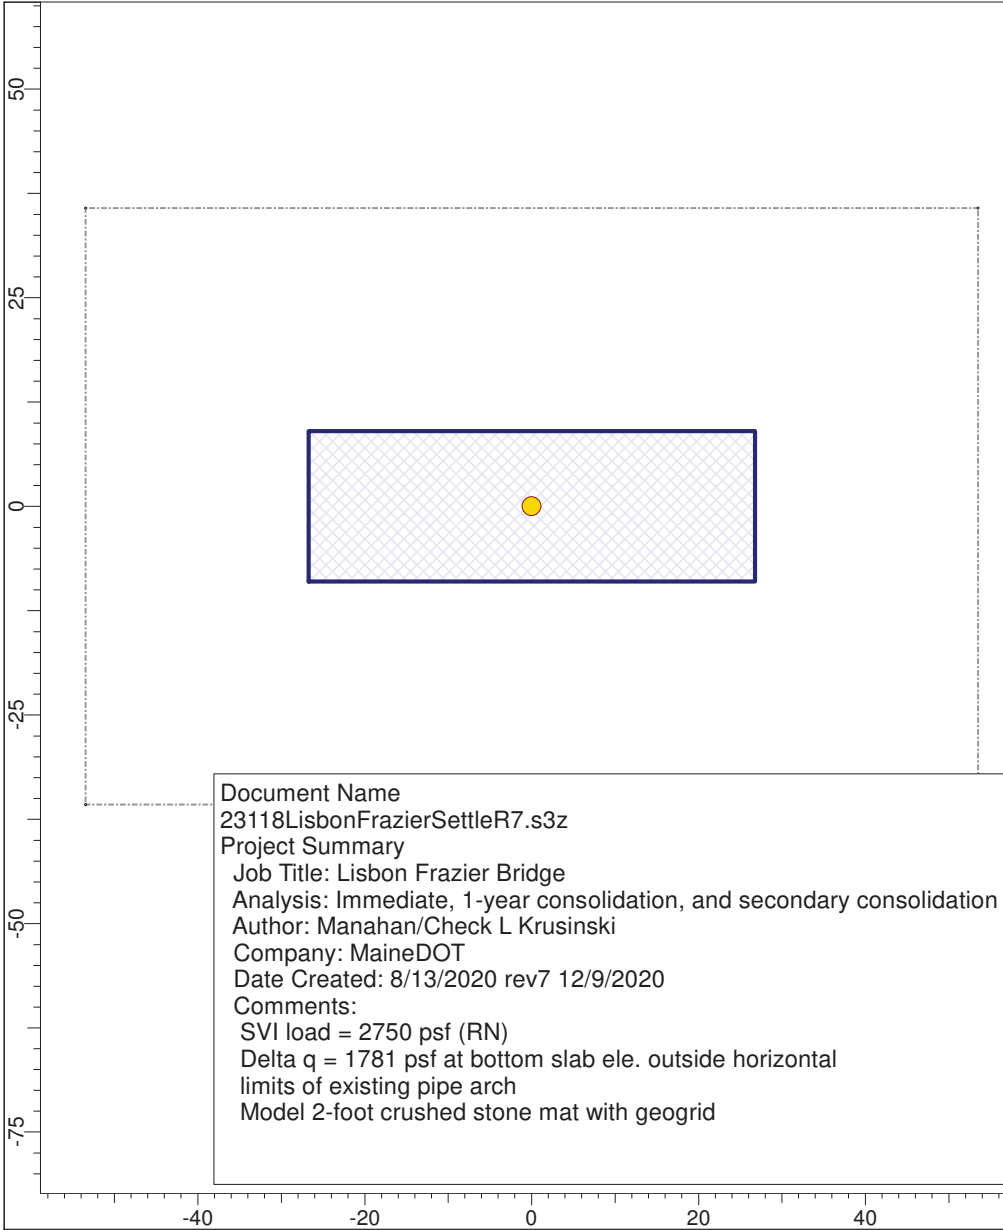 50
25
0
-25
-50
-75
Document Name
23118LisbonFrazierSettleR7.s3z
Project Summary
Job Title: Lisbon Frazier Bridge
Analysis: Immediate, 1-year consolidation, and secondary consolidation
Author: Manahan/Check L Krusinski
Company: MaineDOT
Date Created: 8/13/2020 rev7 12/9/2020
Comments:
SVI load = 2750 psf (RN)
Delta q = 1781 psf at bottom slab ele. outside horizontal
limits of existing pipe arch
Model 2-foot crushed stone mat with geogrid
-40 -20 0 20 40